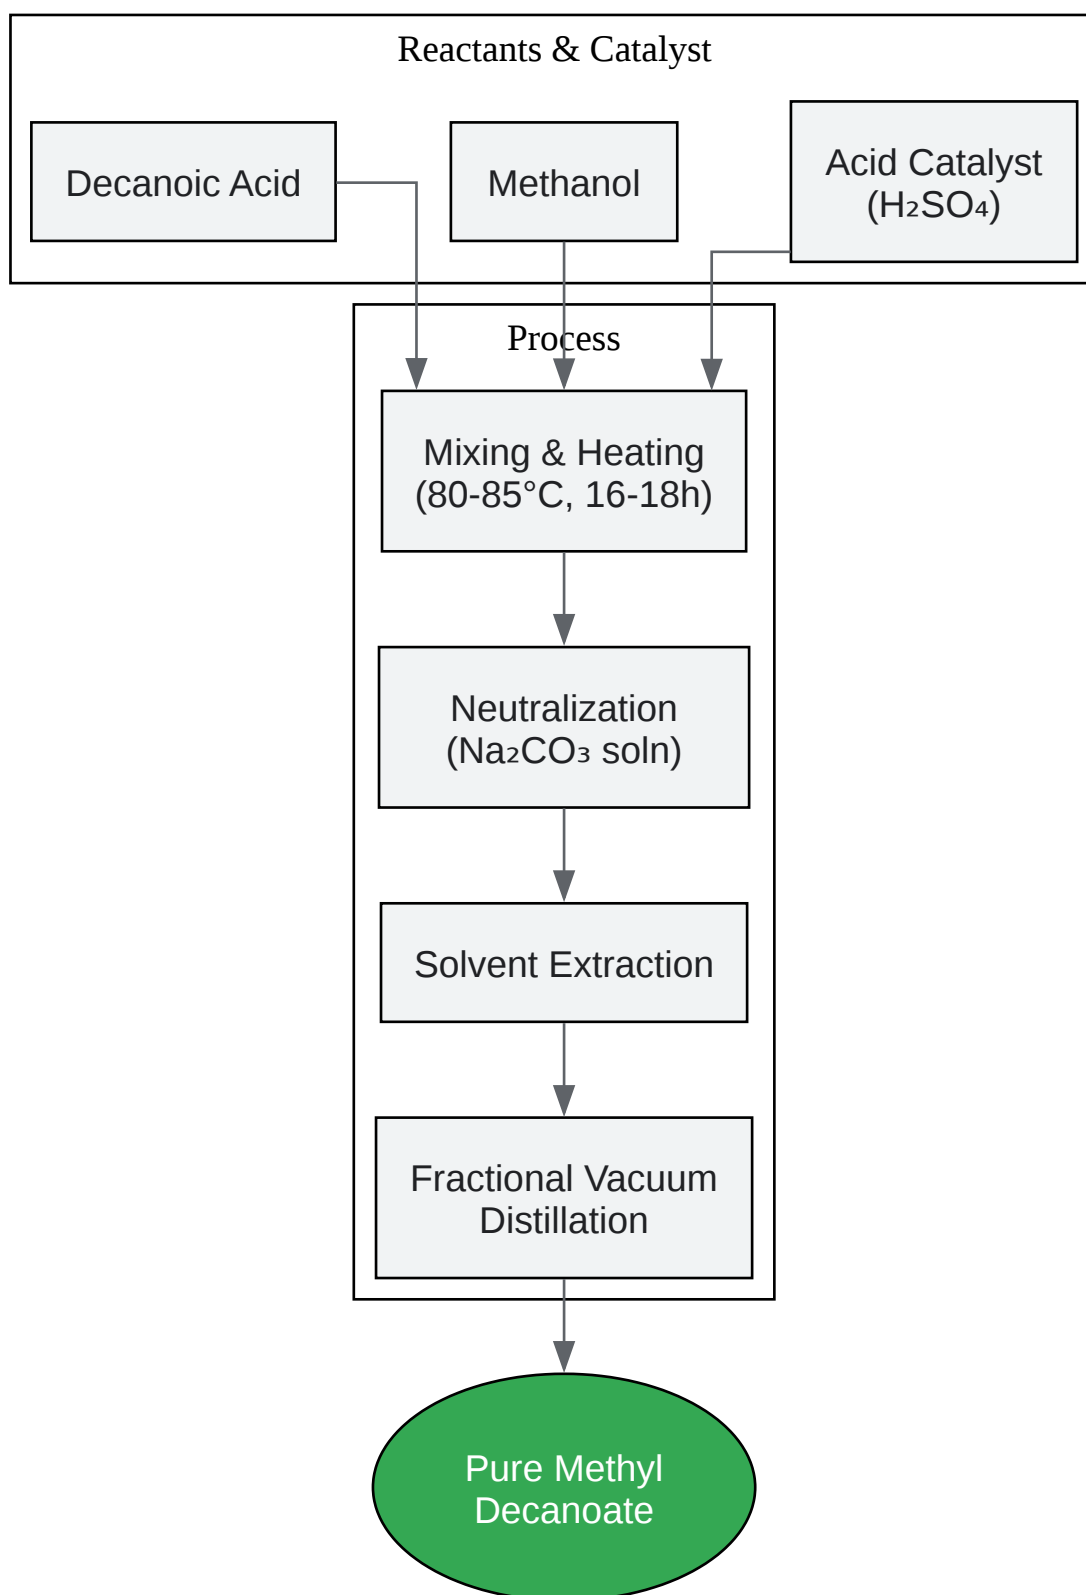 Reactants & Catalyst
Decanoic Acid
Methanol
Acid Catalyst
(H₂SO₄)
Process
Mixing & Heating
(80-85°C, 16-18h)
Neutralization
(Na₂CO₃ soln)
Solvent Extraction
Fractional Vacuum
Distillation
Pure Methyl
Decanoate